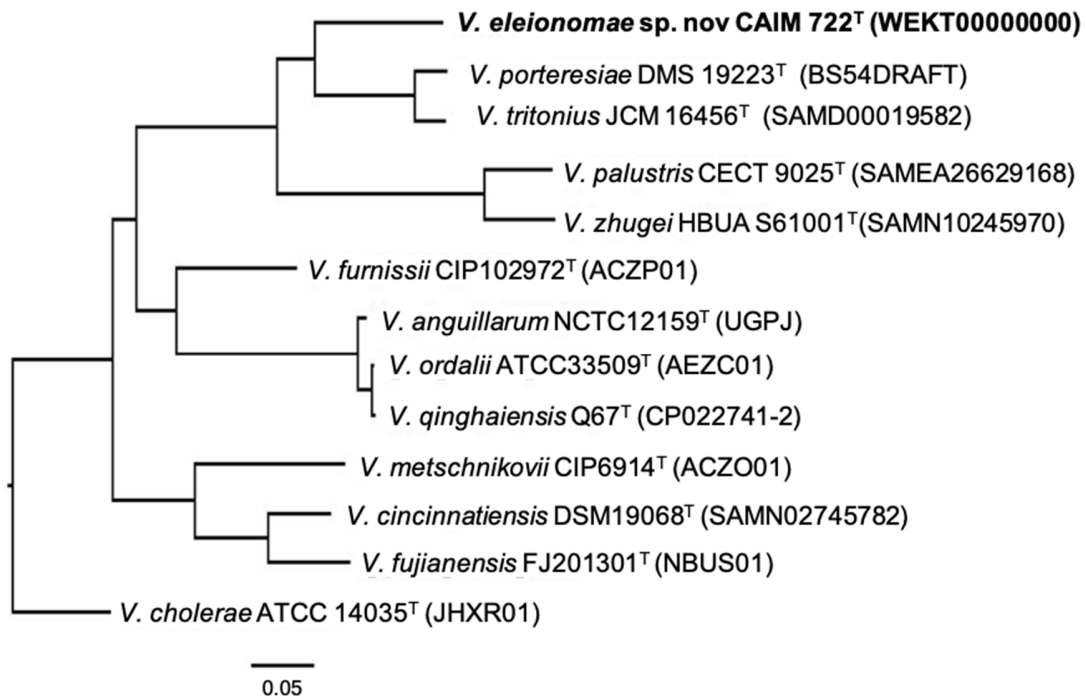 V. eleionomae sp. nov CAIM 722ᵀ (WEKT00000000)
V. porteresiae DMS 19223ᵀ (BS54DRAFT)
V. tritonius JCM 16456ᵀ (SAMD00019582)
V. palustris CECT 9025ᵀ (SAMEA26629168)
V. zhugei HBUA S61001ᵀ(SAMN10245970)
V. furnissii CIP102972ᵀ (ACZP01)
V. anguillarum NCTC12159ᵀ (UGPJ)
V. ordalii ATCC33509ᵀ (AEZC01)
V. qinghaiensis Q67ᵀ (CP022741-2)
V. metschnikovii CIP6914ᵀ (ACZO01)
V. cincinnatiensis DSM19068ᵀ (SAMN02745782)
V. fujianensis FJ201301ᵀ (NBUS01)
V. cholerae ATCC 14035ᵀ (JHXR01)
0.05